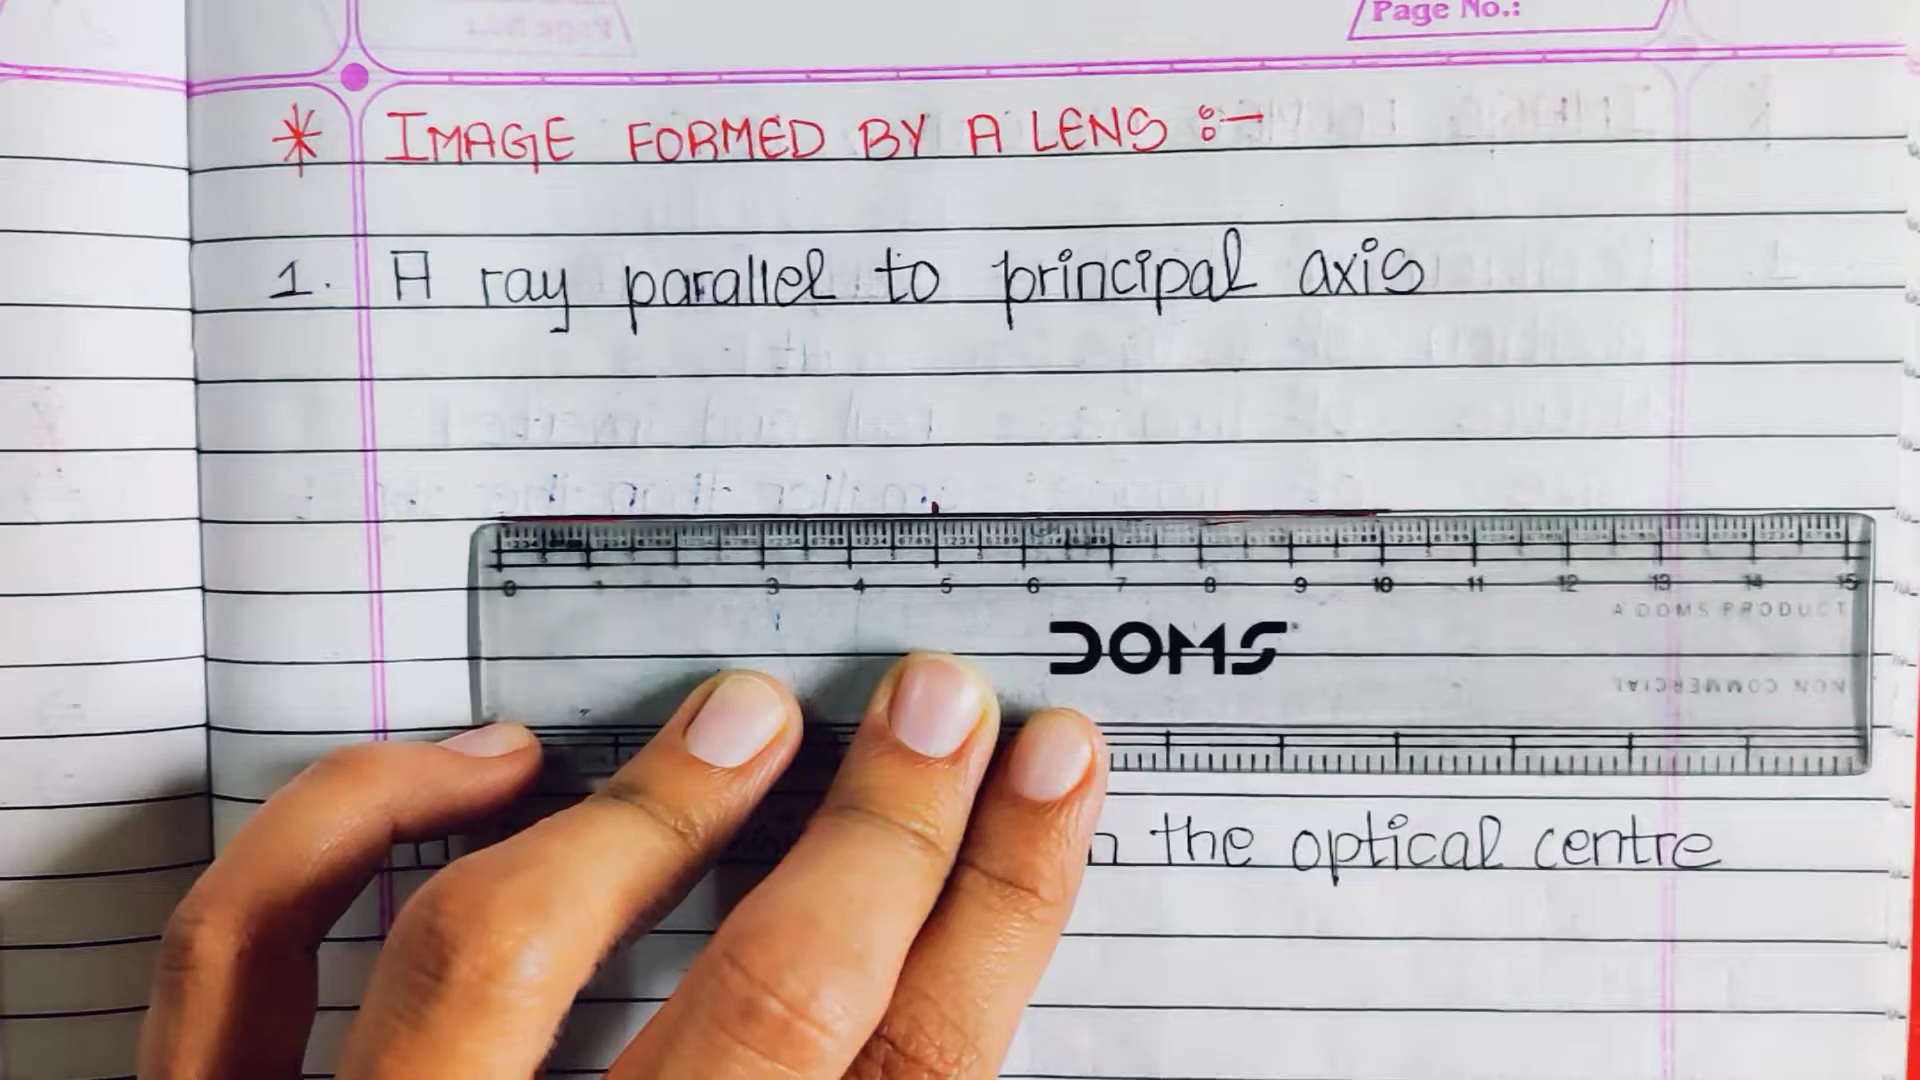 Page No.:
* IMAGE FORMED BY A LENS :-
1. A ray parallel to principal axis
0 1 3 4 5 6 7 8 9 10 11 12 13 14 15
A DOMS PRODUCT
DOMS
NON COMMERCIAL
the optical centre